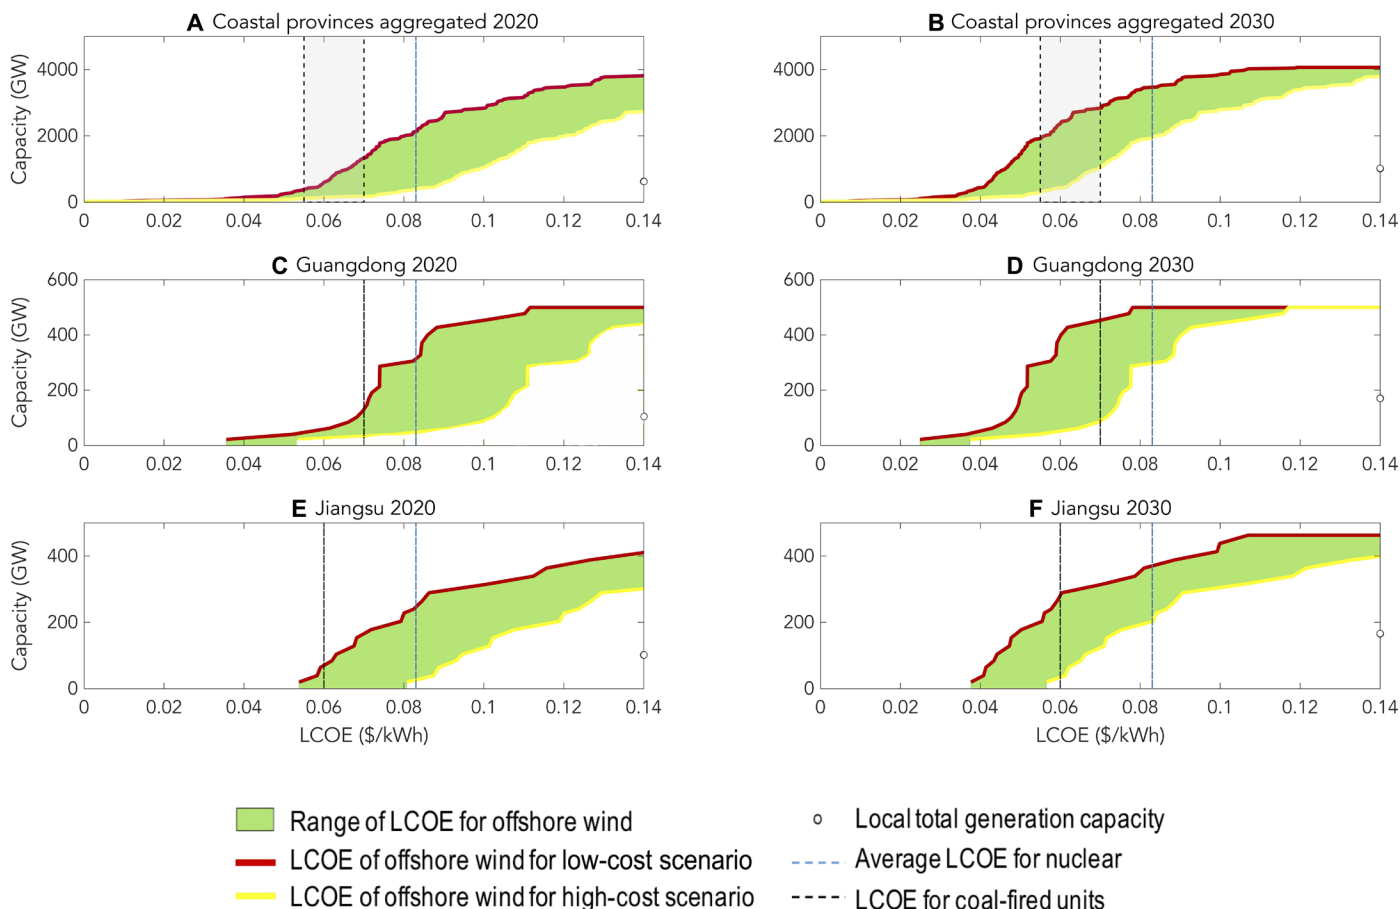 A Coastal provinces aggregated 2020
B Coastal provinces aggregated 2030
Capacity (GW)
4000
2000
0
0 0.02 0.04 0.06 0.08 0.1 0.12 0.14
4000
2000
0
0 0.02 0.04 0.06 0.08 0.1 0.12 0.14
C Guangdong 2020
D Guangdong 2030
Capacity (GW)
600
400
200
0
0 0.02 0.04 0.06 0.08 0.1 0.12 0.14
600
400
200
0
0 0.02 0.04 0.06 0.08 0.1 0.12 0.14
E Jiangsu 2020
F Jiangsu 2030
Capacity (GW)
400
200
0
0 0.02 0.04 0.06 0.08 0.1 0.12 0.14
LCOE ($/kWh)
400
200
0
0 0.02 0.04 0.06 0.08 0.1 0.12 0.14
LCOE ($/kWh)
Range of LCOE for offshore wind
LCOE of offshore wind for low-cost scenario
LCOE of offshore wind for high-cost scenario
Local total generation capacity
Average LCOE for nuclear
LCOE for coal-fired units